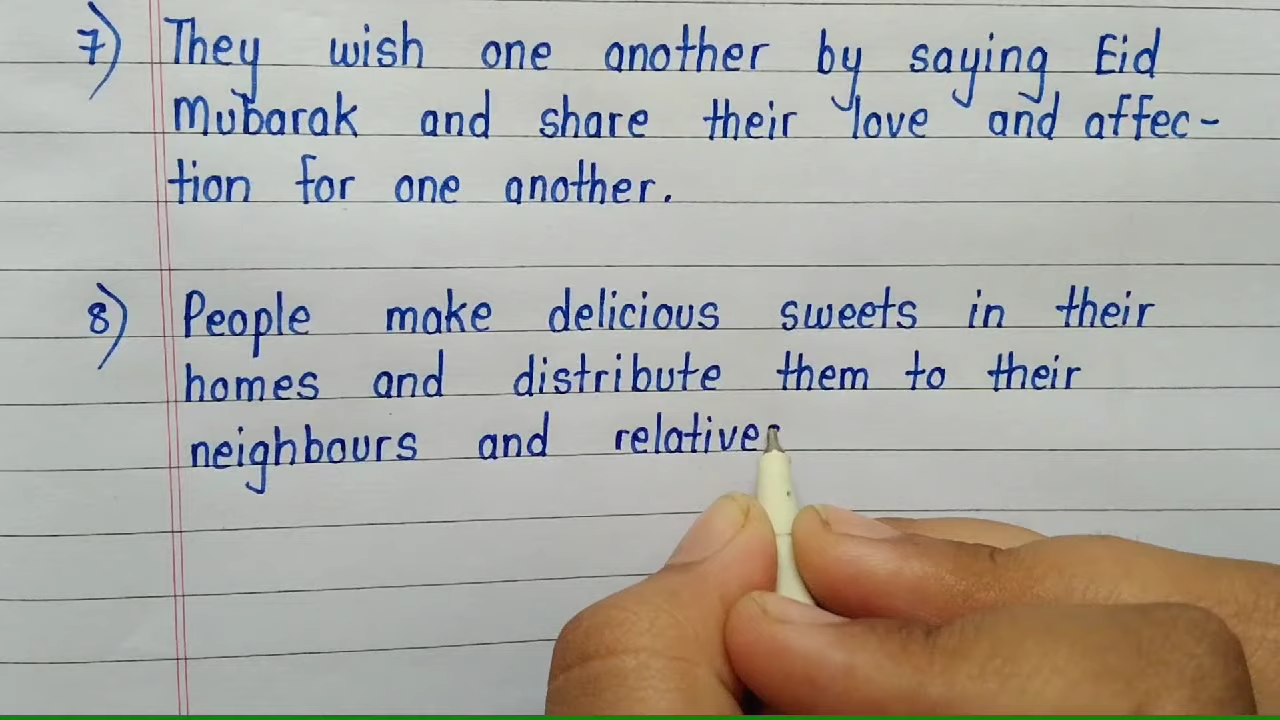 7) They wish one another by saying Eid
Mubarak and share their love and affec-
tion for one another.
8) People make delicious sweets in their
homes and distribute them to their
neighbours and relative